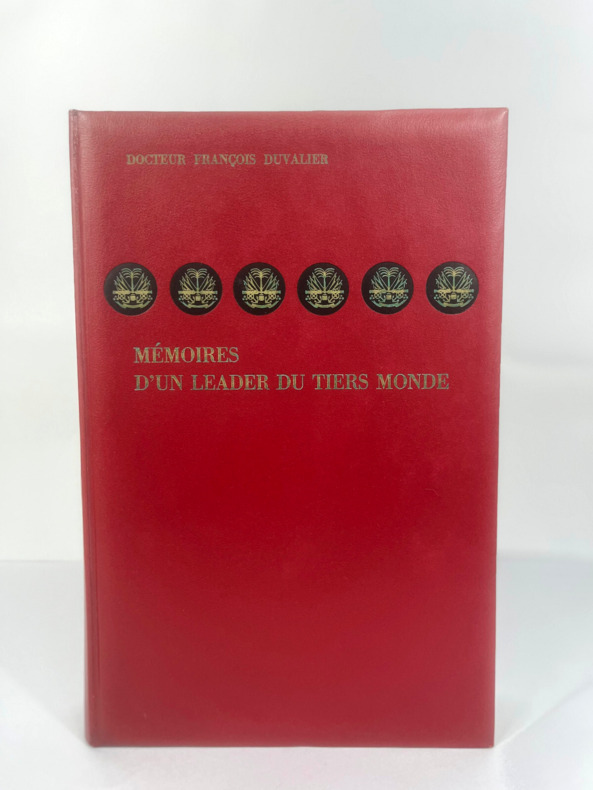 DOCTEUR FRANÇOIS DUVALIER
MÉMOIRES
D'UN LEADER DU TIERS MONDE